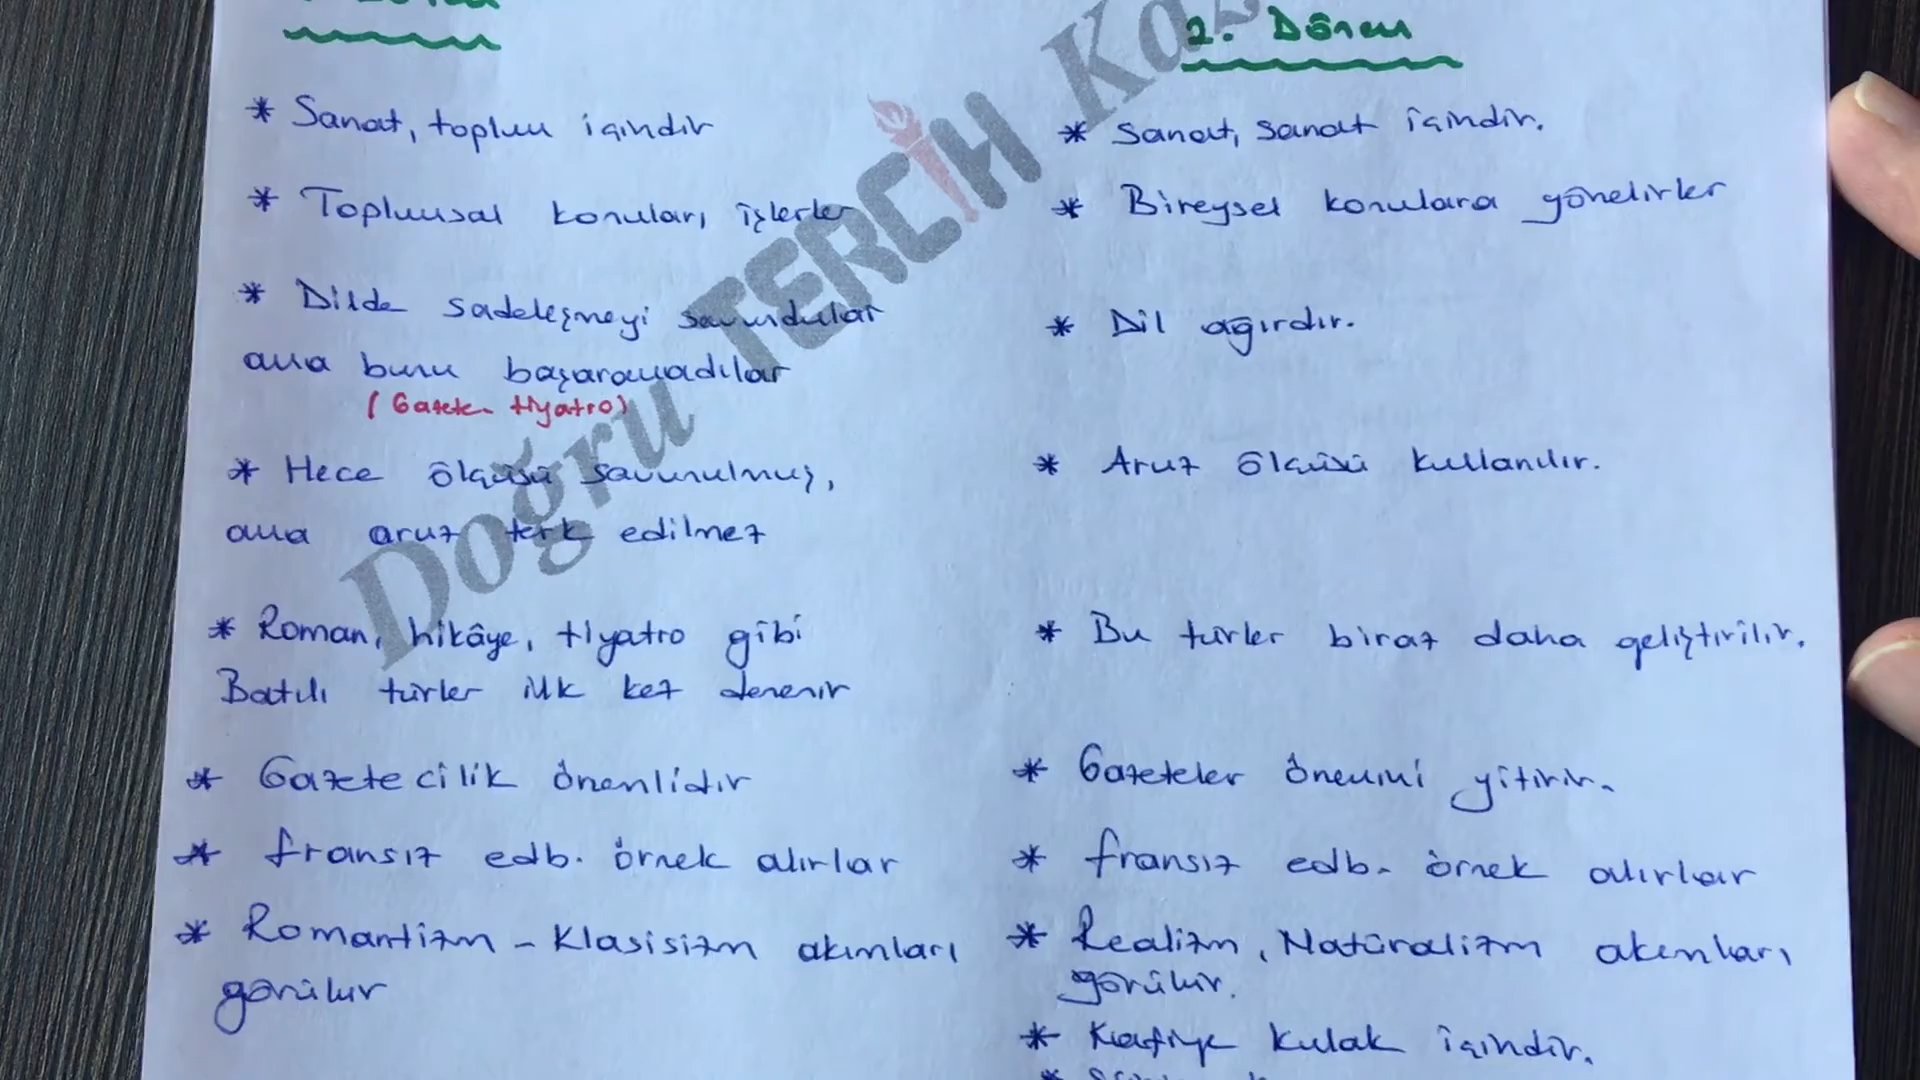 2. Dönem
* Sanat, toplum içindir
* Toplumsal konuları işlerler
* Dilde sadeleşmeyi savundular
ama bunu başaramadılar
(Gazete - tiyatro)
* Hece ölçüsü savunulmuş,
ama aruz terk edilmez
* Roman, hikâye, tiyatro gibi
Batılı türler ilk kez denenir
* Gazetecilik önemlidir
* Fransız edb. örnek alırlar
* Romantizm - Klasisizm akımları
görülür
* Sanat, sanat içindir.
* Bireysel konulara yönelirler
* Dil ağırdır.
* Aruz ölçüsü kullanılır.
* Bu türler biraz daha geliştirilir.
* Gazeteler önemini yitirir.
* Fransız edb. örnek alırlar
* Realizm, Natüralizm akımları
görülür.
* Kafiye kulak içindir.
Doğru TERCİH